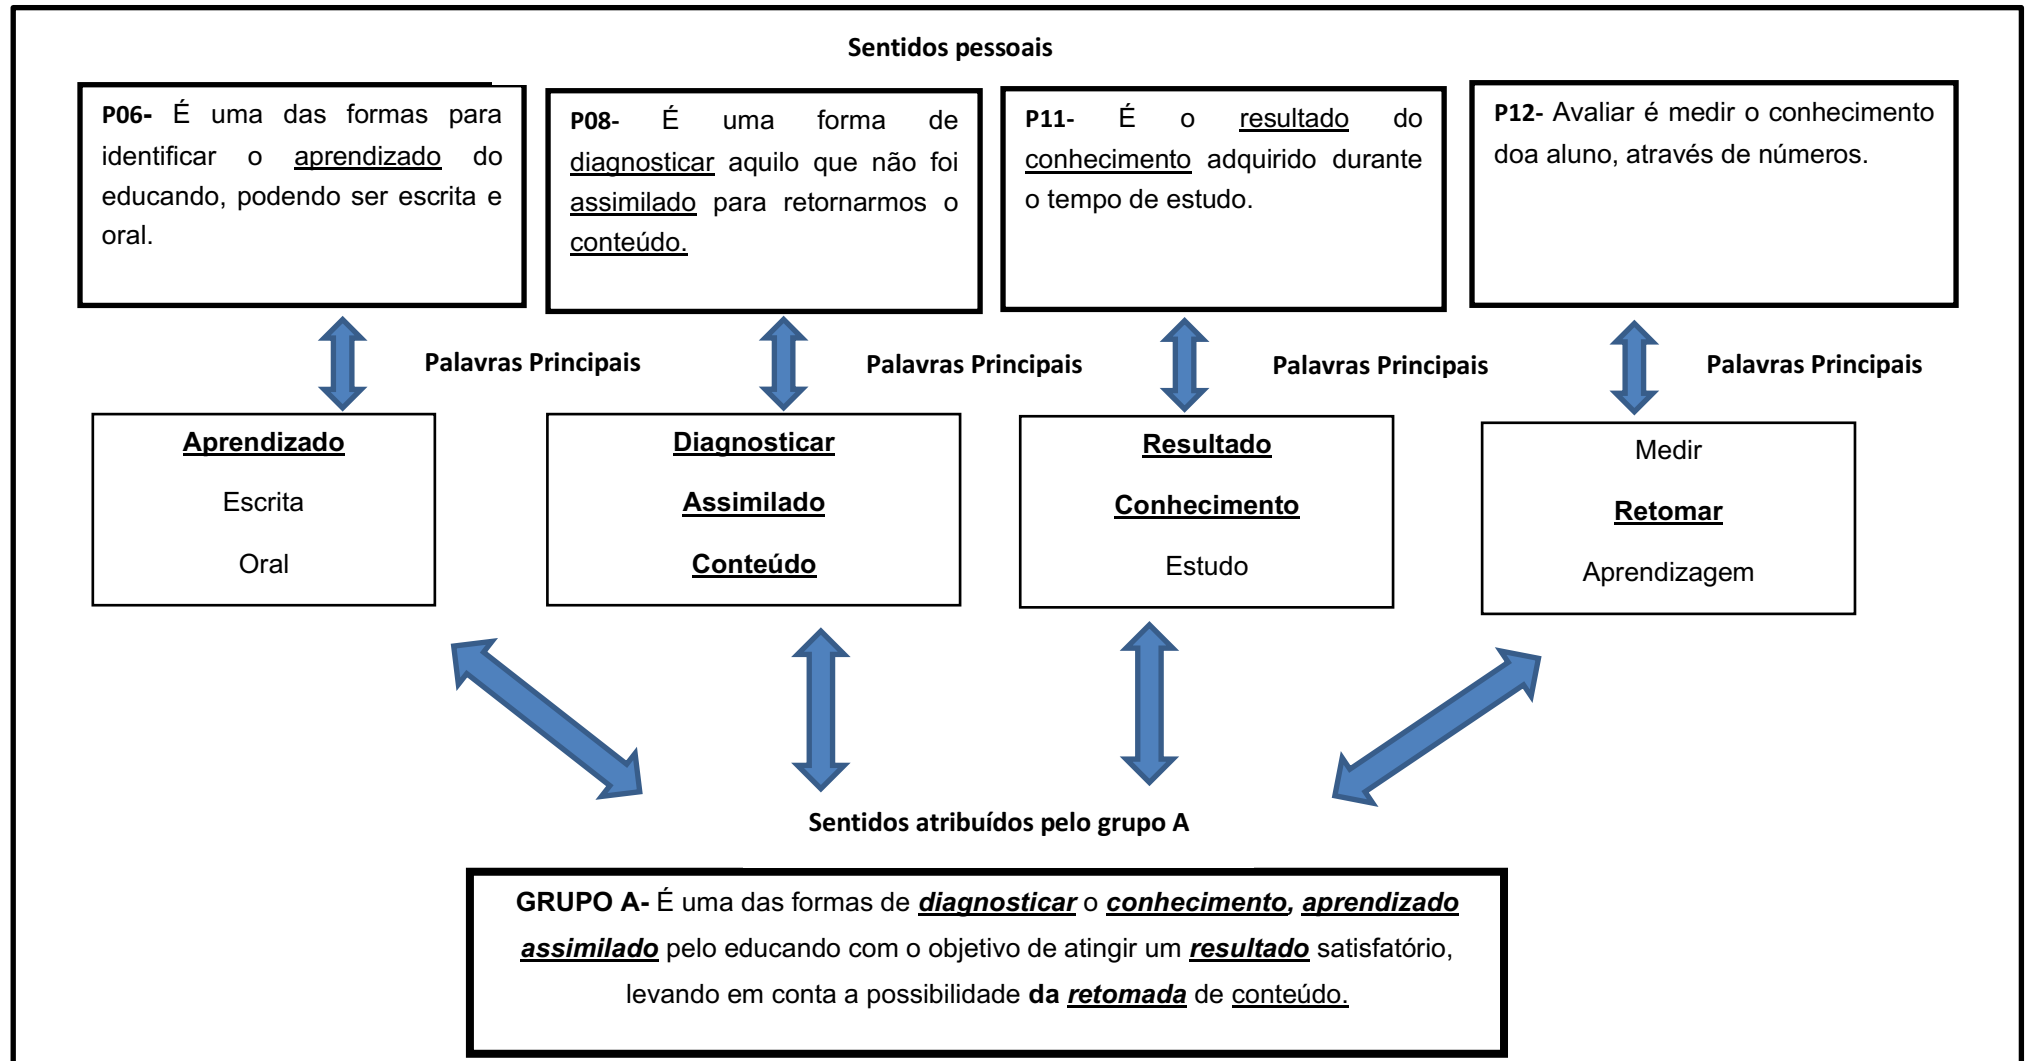 Sentidos pessoais
P06- É uma das formas para
identificar o aprendizado do
educando, podendo ser escrita e
oral.
P08- É uma forma de
diagnosticar aquilo que não foi
assimilado para retornarmos o
conteúdo.
P11- É o resultado do
conhecimento adquirido durante
o tempo de estudo.
P12- Avaliar é medir o conhecimento
doa aluno, através de números.
Palavras Principais
Palavras Principais
Palavras Principais
Palavras Principais
Aprendizado
Escrita
Oral
Diagnosticar
Assimilado
Conteúdo
Resultado
Conhecimento
Estudo
Medir
Retomar
Aprendizagem
Sentidos atribuídos pelo grupo A
GRUPO A- É uma das formas de diagnosticar o conhecimento, aprendizado
assimilado pelo educando com o objetivo de atingir um resultado satisfatório,
levando em conta a possibilidade da retomada de conteúdo.